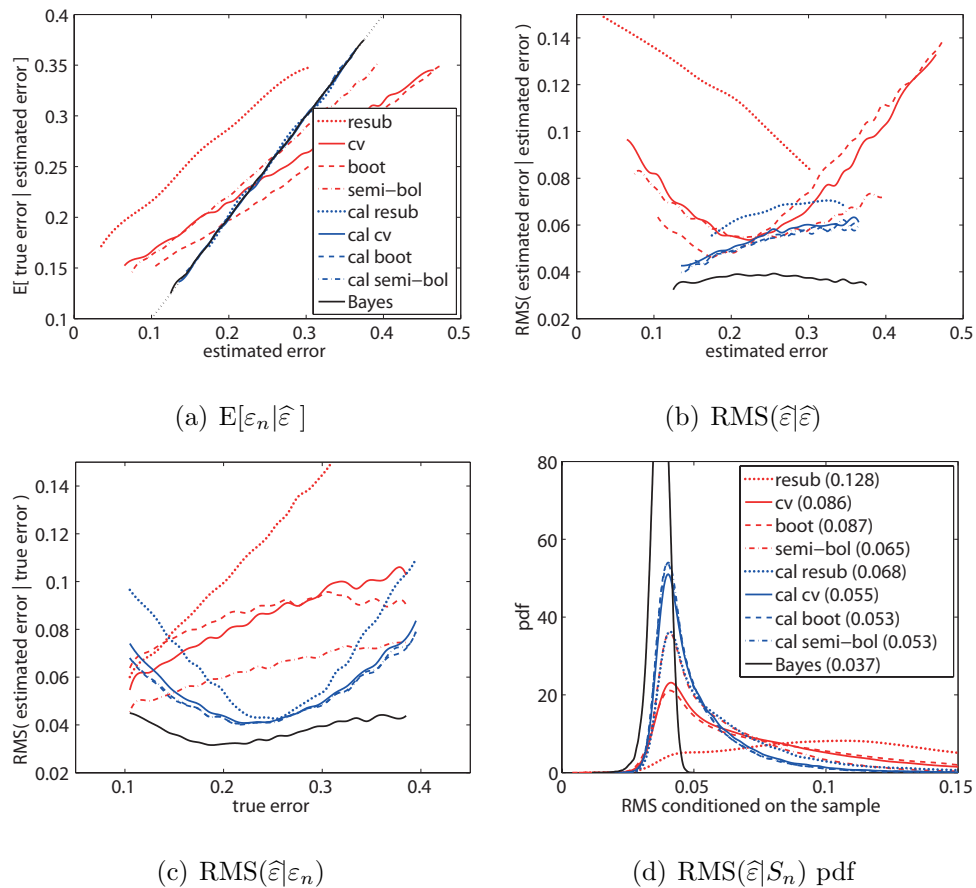 0.4
0.35
0.3
0.25
0.2
0.15
0.1
0 0.1 0.2 0.3 0.4 0.5
estimated error
E[ true error | estimated error ]
resub
cv
boot
semi-bol
cal resub
cal cv
cal boot
cal semi-bol
Bayes
(a) E[εₙ|ε̂ ]
0.14
0.12
0.1
0.08
0.06
0.04
0.02
0 0.1 0.2 0.3 0.4 0.5
estimated error
RMS( estimated error | estimated error )
(b) RMS(ε̂|ε̂)
0.14
0.12
0.1
0.08
0.06
0.04
0.02
0.1 0.2 0.3 0.4
true error
RMS( estimated error | true error )
(c) RMS(ε̂|εₙ)
80
60
40
20
0
0 0.05 0.1 0.15
RMS conditioned on the sample
pdf
resub (0.128)
cv (0.086)
boot (0.087)
semi-bol (0.065)
cal resub (0.068)
cal cv (0.055)
cal boot (0.053)
cal semi-bol (0.053)
Bayes (0.037)
(d) RMS(ε̂|Sₙ) pdf